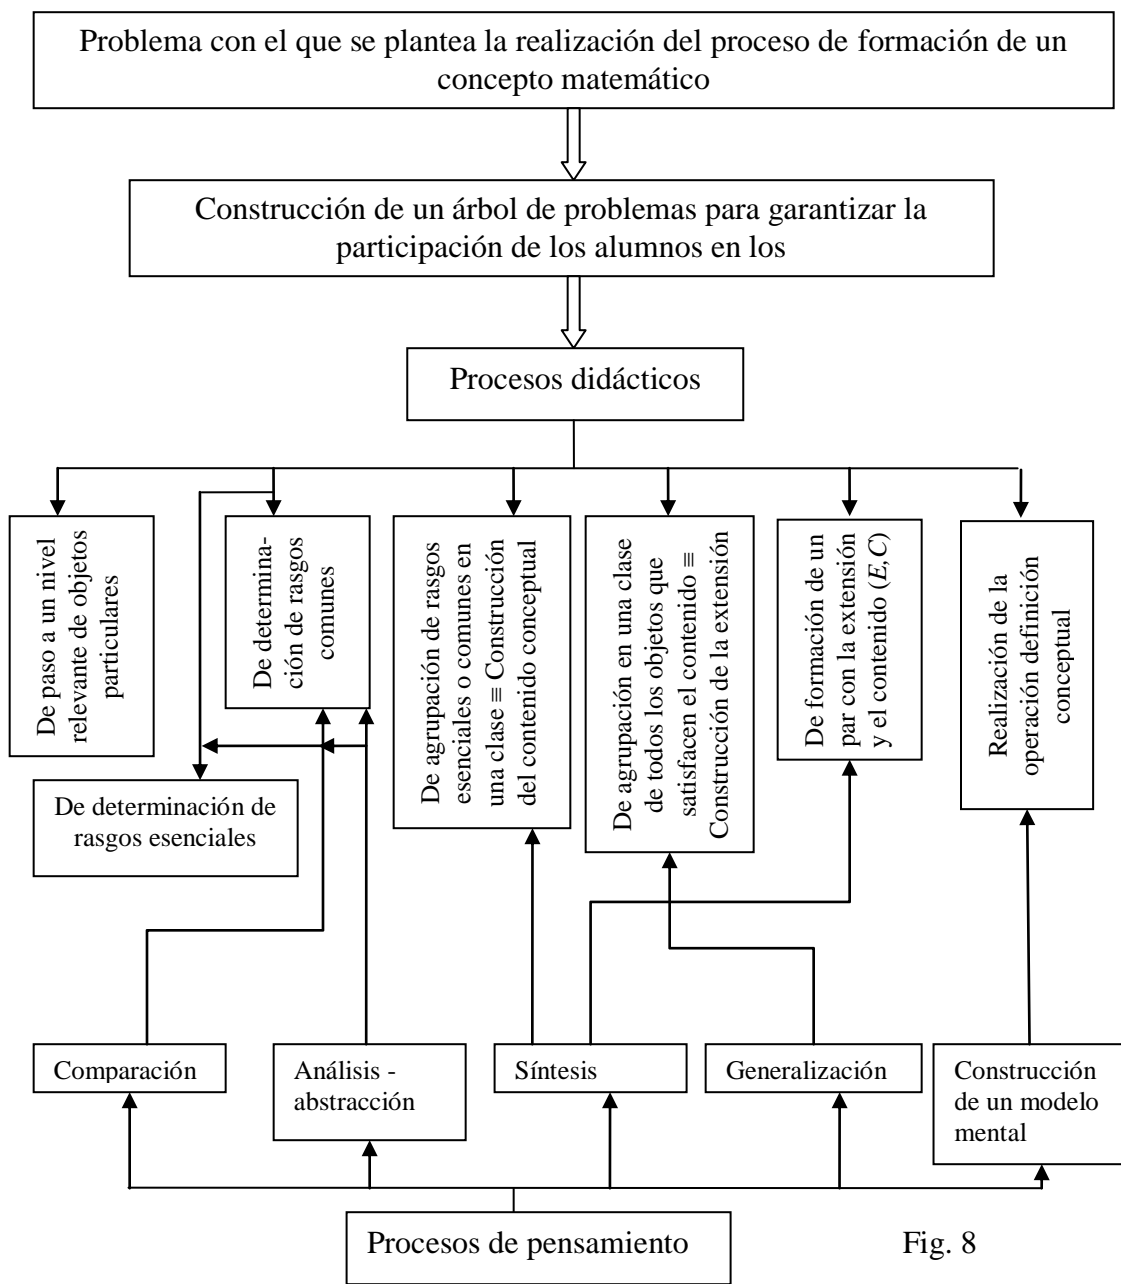 Problema con el que se plantea la realización del proceso de formación de un
concepto matemático
Construcción de un árbol de problemas para garantizar la
participación de los alumnos en los
Procesos didácticos
De paso a un nivel
relevante de objetos
particulares
De determina-
ción de rasgos
comunes
De agrupación de rasgos
esenciales o comunes en
una clase ≡ Construcción
del contenido conceptual
De agrupación en una clase
de todos los objetos que
satisfacen el contenido ≡
Construcción de la extensión
De formación de un
par con la extensión
y el contenido (E,C)
Realización de la
operación definición
conceptual
De determinación de
rasgos esenciales
Comparación
Análisis -
abstracción
Síntesis
Generalización
Construcción
de un modelo
mental
Procesos de pensamiento
Fig. 8